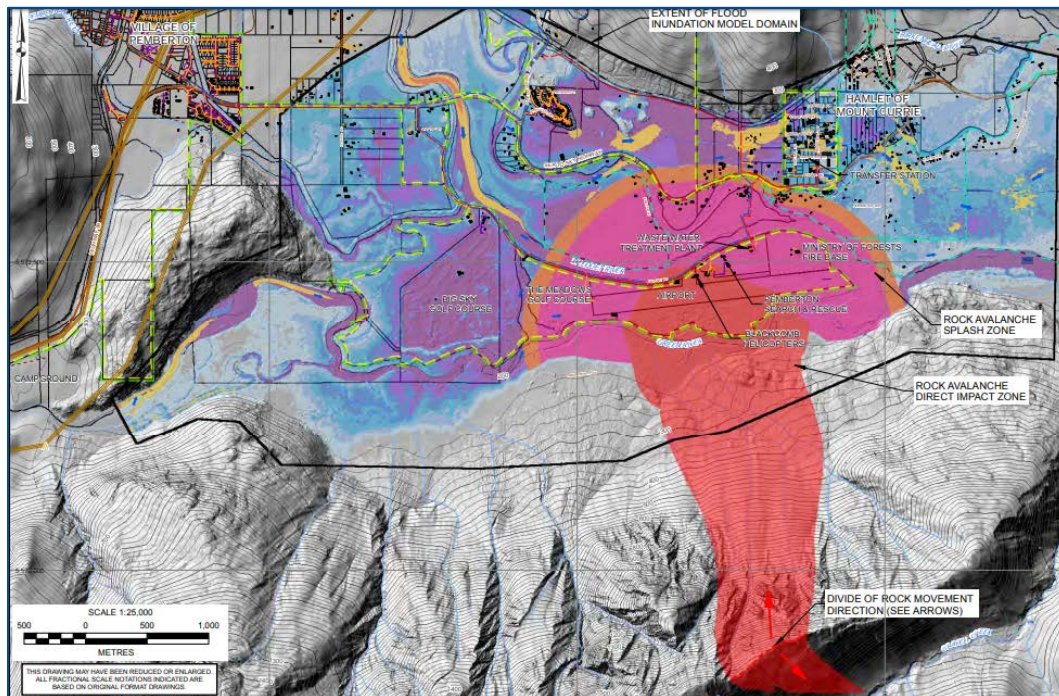 EXTENT OF FLOOD
INUNDATION MODEL DOMAIN
VILLAGE OF
PEMBERTON
HAMLET OF
MOUNT CURRIE
TRANSFER STATION
WASTE WATER
TREATMENT PLANT
MINISTRY OF FORESTS
FIRE BASE
THE MEADOWS
GOLF COURSE
BIG SKY
GOLF COURSE
AIRPORT
PEMBERTON
SEARCH & RESCUE
BLACKCOMB
HELICOPTERS
GREEN RIVER
ROCK AVALANCHE
SPLASH ZONE
ROCK AVALANCHE
DIRECT IMPACT ZONE
CAMPGROUND
DIVIDE OF ROCK MOVEMENT
DIRECTION (SEE ARROWS)
SCALE 1:25,000
500 0 500 1,000
METRES
THIS DRAWING MAY HAVE BEEN REDUCED OR ENLARGED.
ALL FRACTIONAL SCALE NOTATIONS INDICATED ARE
BASED ON ORIGINAL FORMAT DRAWINGS.